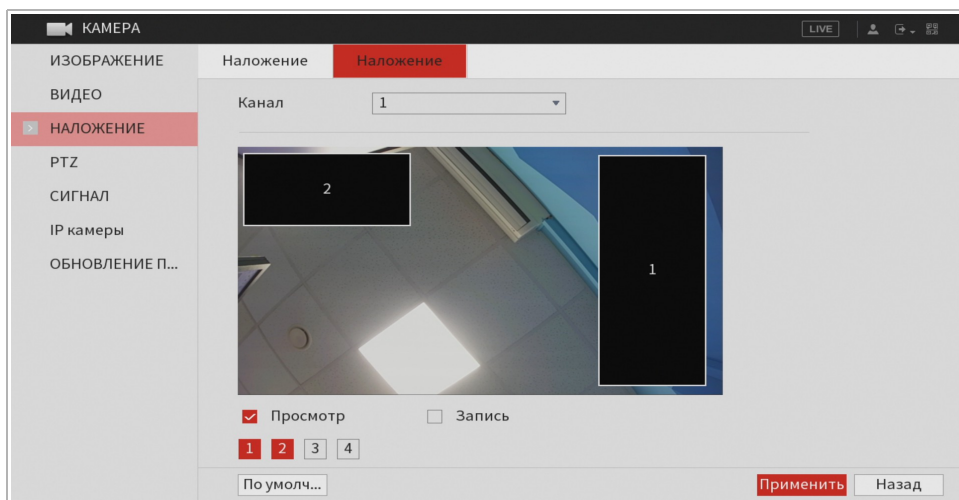 КАМЕРА LIVE
ИЗОБРАЖЕНИЕ
ВИДЕО
НАЛОЖЕНИЕ
PTZ
СИГНАЛ
IP камеры
ОБНОВЛЕНИЕ П...
Наложение Наложение
Канал 1
2
1
Просмотр Запись
1 2 3 4
По умолч... Применить Назад